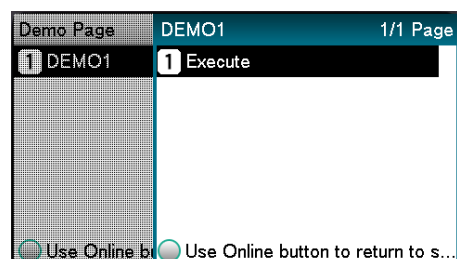 Demo Page
1 DEMO1
Use Online b
DEMO1 1/1 Page
1 Execute
Use Online button to return to s...